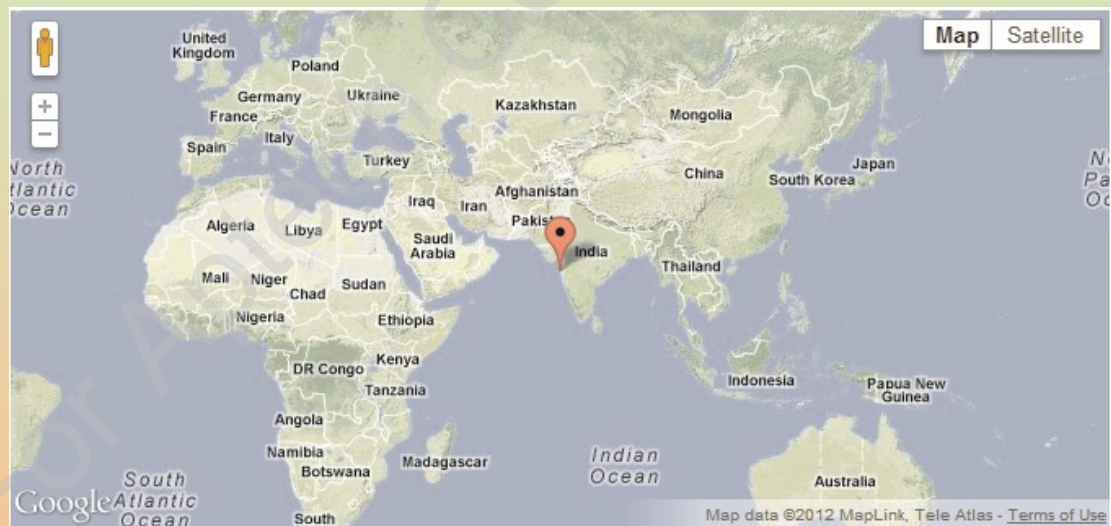 United
Kingdom
Map
Satellite
Poland
Germany
Ukraine
France
Kazakhstan
Mongolia
Italy
Spain
Turkey
Japan
China
South Korea
North
tlantic
Ocean
Afghanistan
Iraq
Iran
Algeria
Libya
Egypt
Saudi
Arabia
India
Thailand
Mali
Niger
Chad
Sudan
Nigeria
Ethiopia
Kenya
DR Congo
Tanzania
Indonesia
Papua New
Guinea
Angola
Namibia
Botswana
Madagascar
Indian
Ocean
Australia
South
Atlantic
Ocean
Google
South
Map data ©2012 MapLink, Tele Atlas - Terms of Use